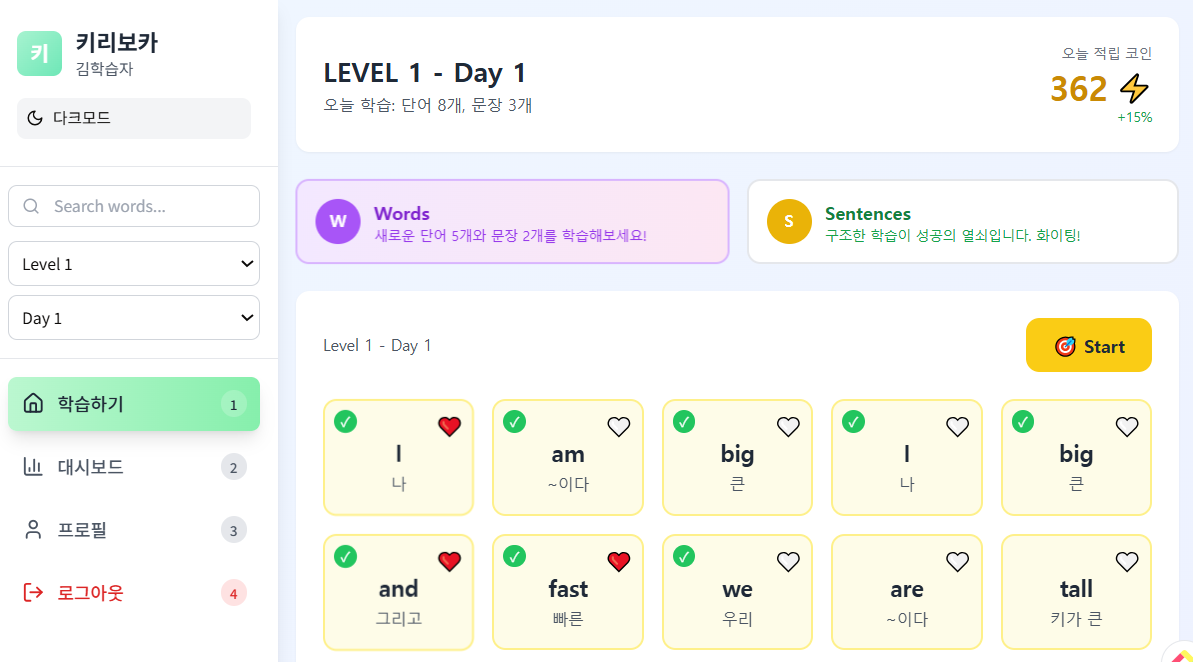 키
키리보카
김학습자
다크모드
Search words...
Level 1
Day 1
학습하기 1
대시보드 2
프로필 3
로그아웃 4
LEVEL 1 - Day 1
오늘 학습: 단어 8개, 문장 3개
오늘 적립 코인
362
+15%
W
Words
새로운 단어 5개와 문장 2개를 학습해보세요!
S
Sentences
구조한 학습이 성공의 열쇠입니다. 화이팅!
Level 1 - Day 1
Start
I
나
am
~이다
big
큰
I
나
big
큰
and
그리고
fast
빠른
we
우리
are
~이다
tall
키가 큰